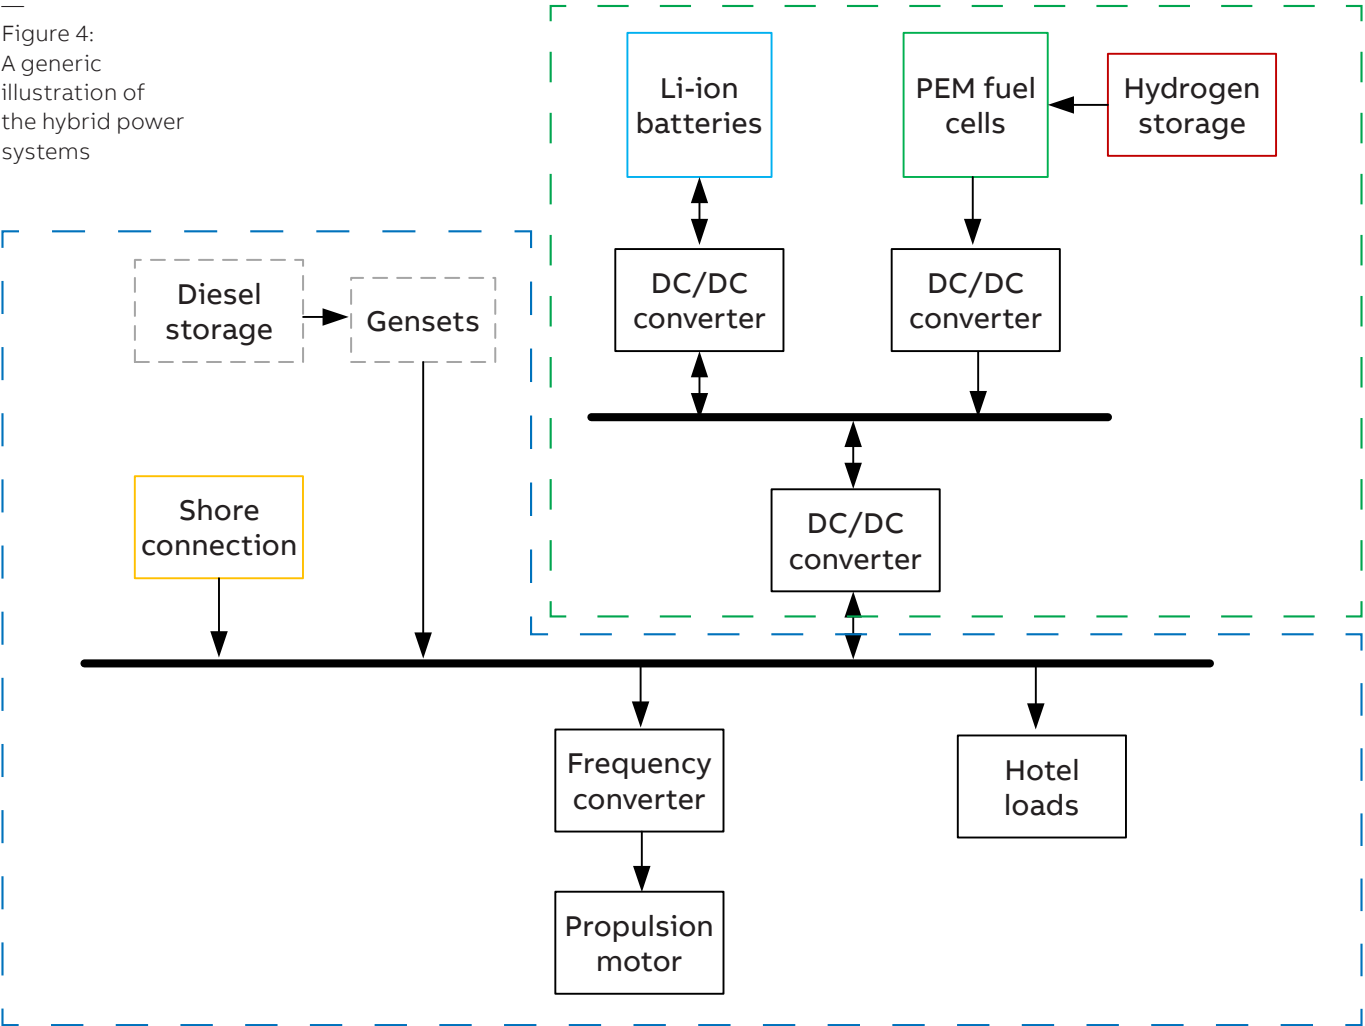 Figure 4:
A generic
illustration of
the hybrid power
systems
Li-ion
batteries
PEM fuel
cells
Hydrogen
storage
DC/DC
converter
DC/DC
converter
Diesel
storage
Gensets
Shore
connection
DC/DC
converter
Frequency
converter
Hotel
loads
Propulsion
motor